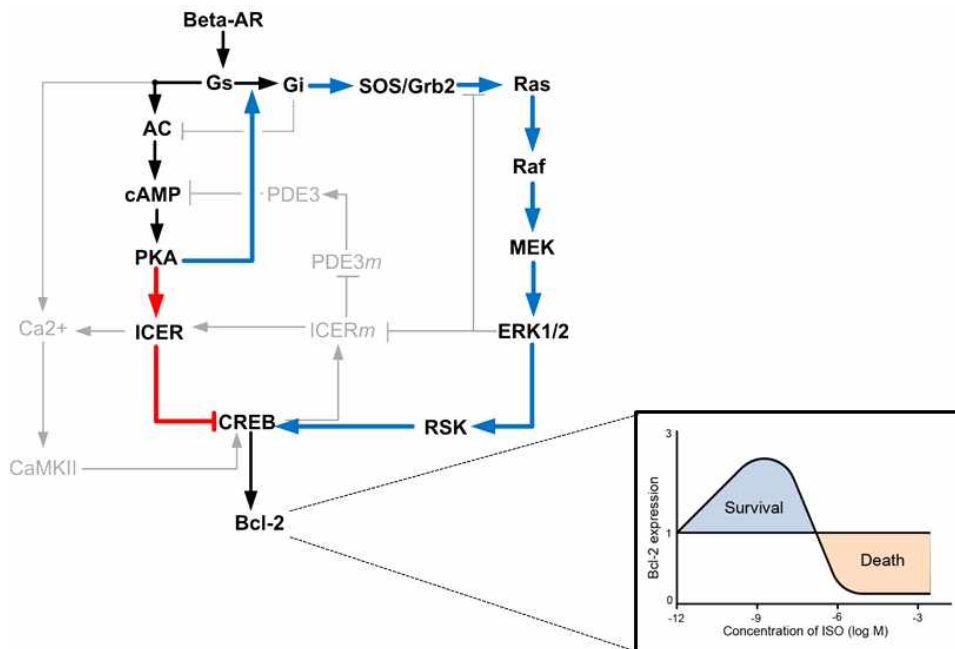 Beta-AR
Gs Gi SOS/Grb2 Ras
AC
Raf
cAMP PDE3
PKA PDE3m MEK
Ca2+ ICER ICERm ERK1/2
CREB RSK
CaMKII
Bcl-2
3
Survival
1
Death
0
Bcl-2 expression
-12 -9 -6 -3
Concentration of ISO (log M)